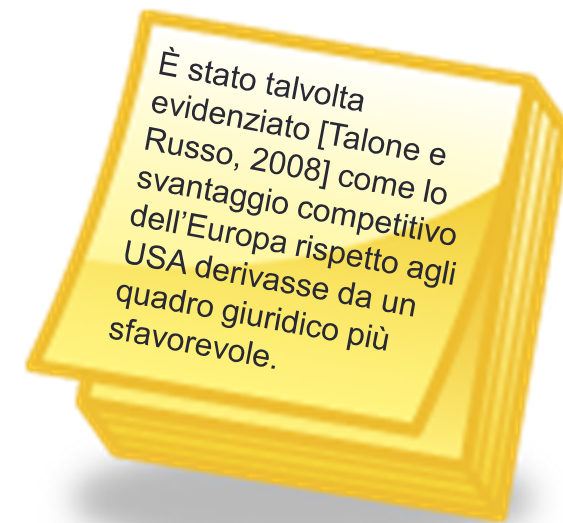 È stato talvolta
evidenziato [Talone e
Russo, 2008] come lo
svantaggio competitivo
dell’Europa rispetto agli
USA derivasse da un
quadro giuridico più
sfavorevole.